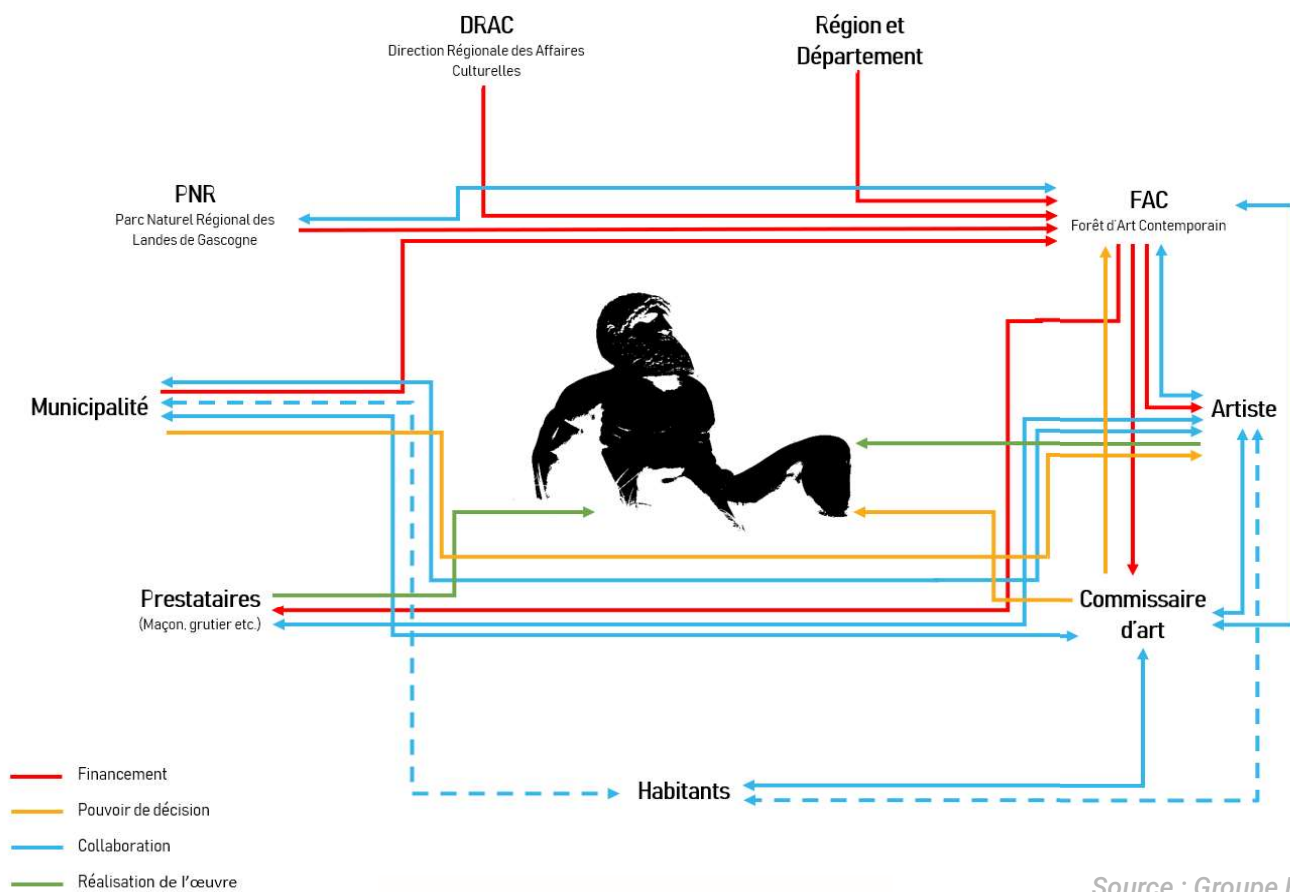 DRAC
Direction Régionale des Affaires
Culturelles
Région et
Département
PNR
Parc Naturel Régional des
Landes de Gascogne
FAC
Forêt d'Art Contemporain
Municipalité
Artiste
Prestataires
(Maçon, grutier etc.)
Commissaire
d'art
Habitants
Financement
Pouvoir de décision
Collaboration
Réalisation de l'œuvre
Source : Groupe